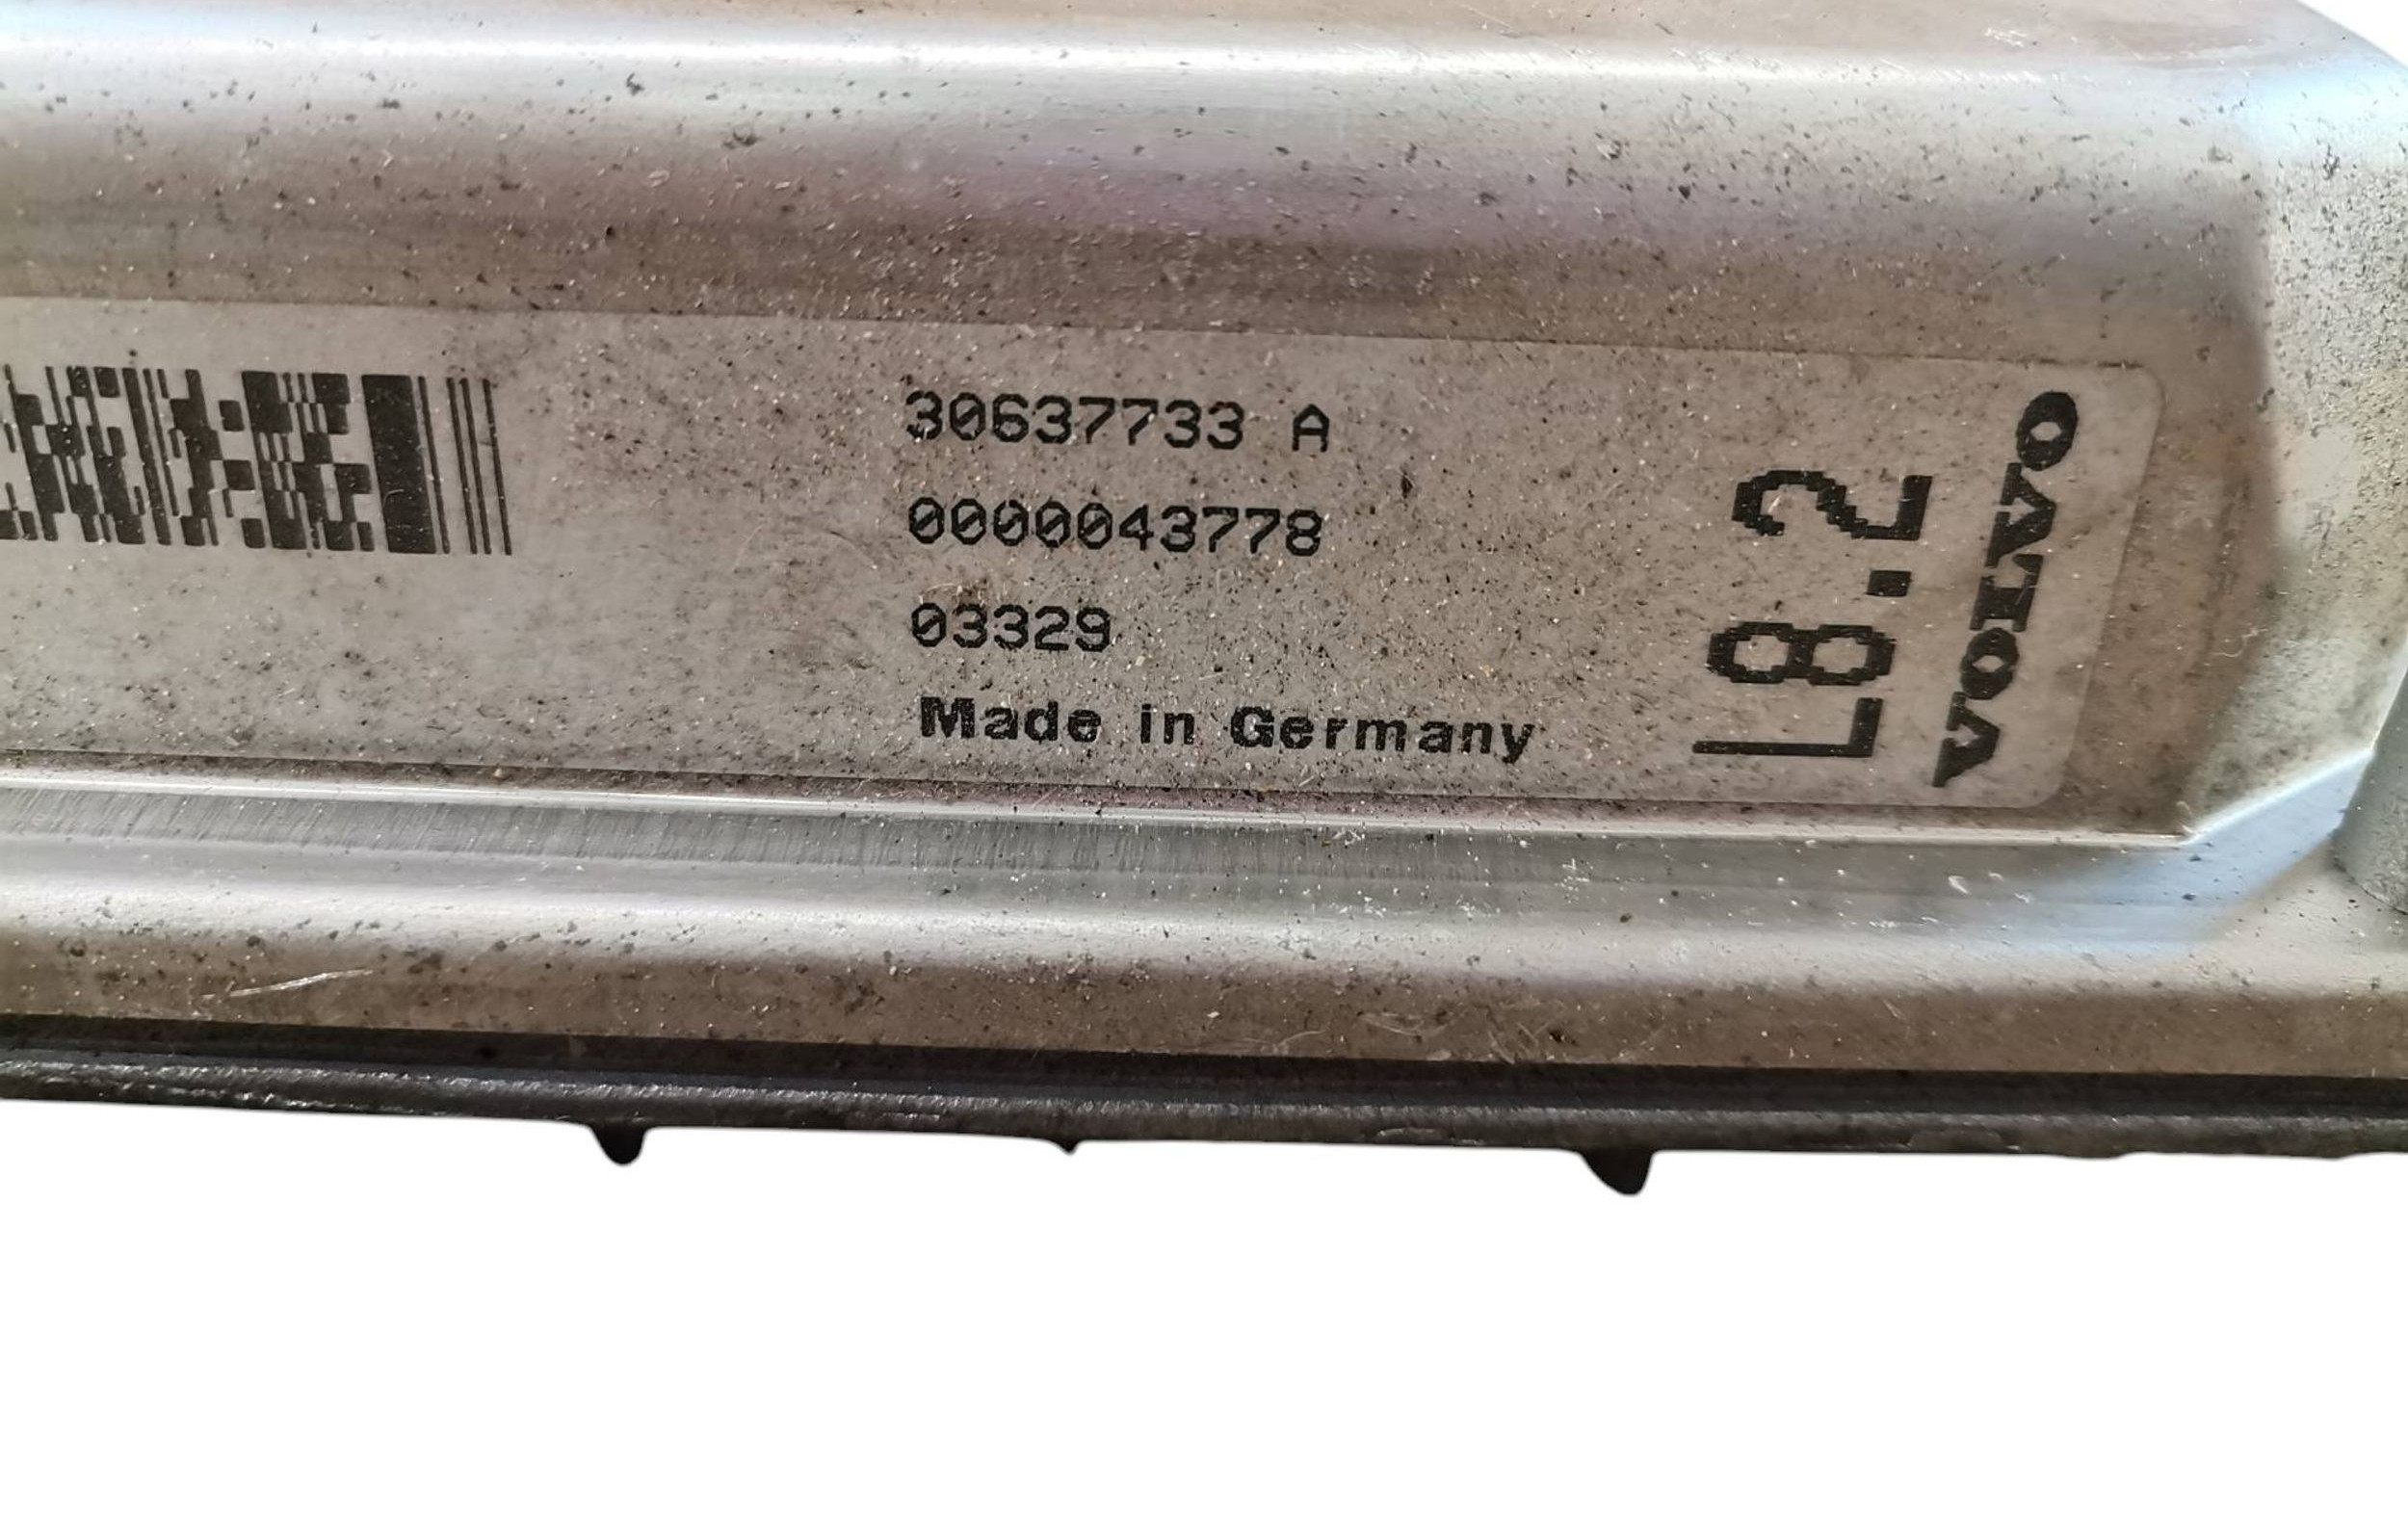 30637733 A
0000043778
03329
Made in Germany
L8.2
VOLVO